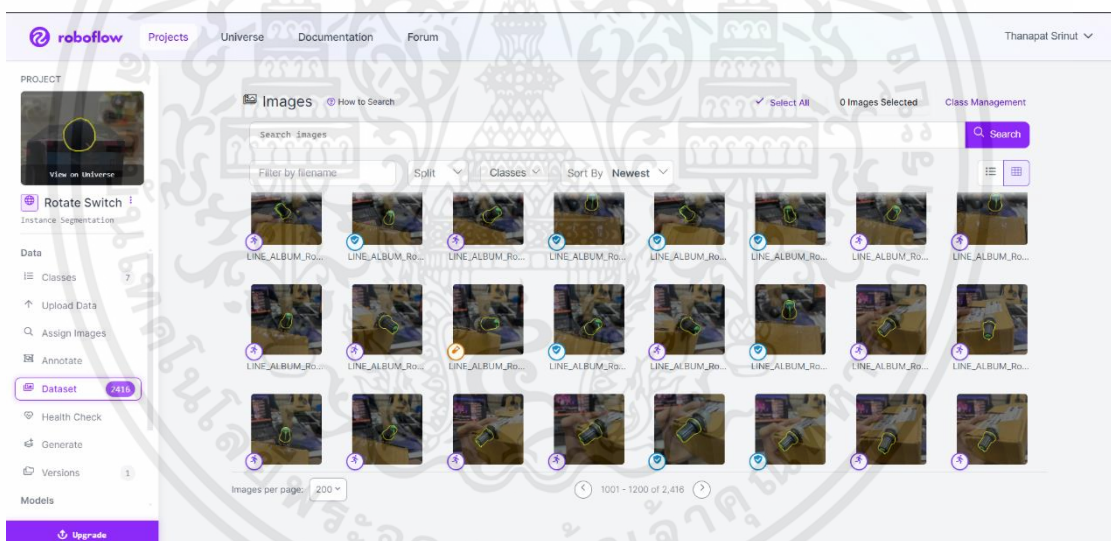 roboflow Projects Universe Documentation Forum Thanapat Srinut
PROJECT
View on Universe
Rotate Switch
Instance Segmentation
Data
Classes 7
Upload Data
Assign Images
Annotate
Dataset 2416
Health Check
Generate
Versions 1
Models
Upgrade
Images How to Search Select All 0 Images Selected Class Management
Search images Search
Filter by filename Split Classes Sort By Newest
LINE_ALBUM_Ro... LINE_ALBUM_Ro... LINE_ALBUM_Ro... LINE_ALBUM_Ro... LINE_ALBUM_Ro... LINE_ALBUM_Ro... LINE_ALBUM_Ro... LINE_ALBUM_Ro...
LINE_ALBUM_Ro... LINE_ALBUM_Ro... LINE_ALBUM_Ro... LINE_ALBUM_Ro... LINE_ALBUM_Ro... LINE_ALBUM_Ro... LINE_ALBUM_Ro... LINE_ALBUM_Ro...
Images per page: 200 1001 - 1200 of 2,416